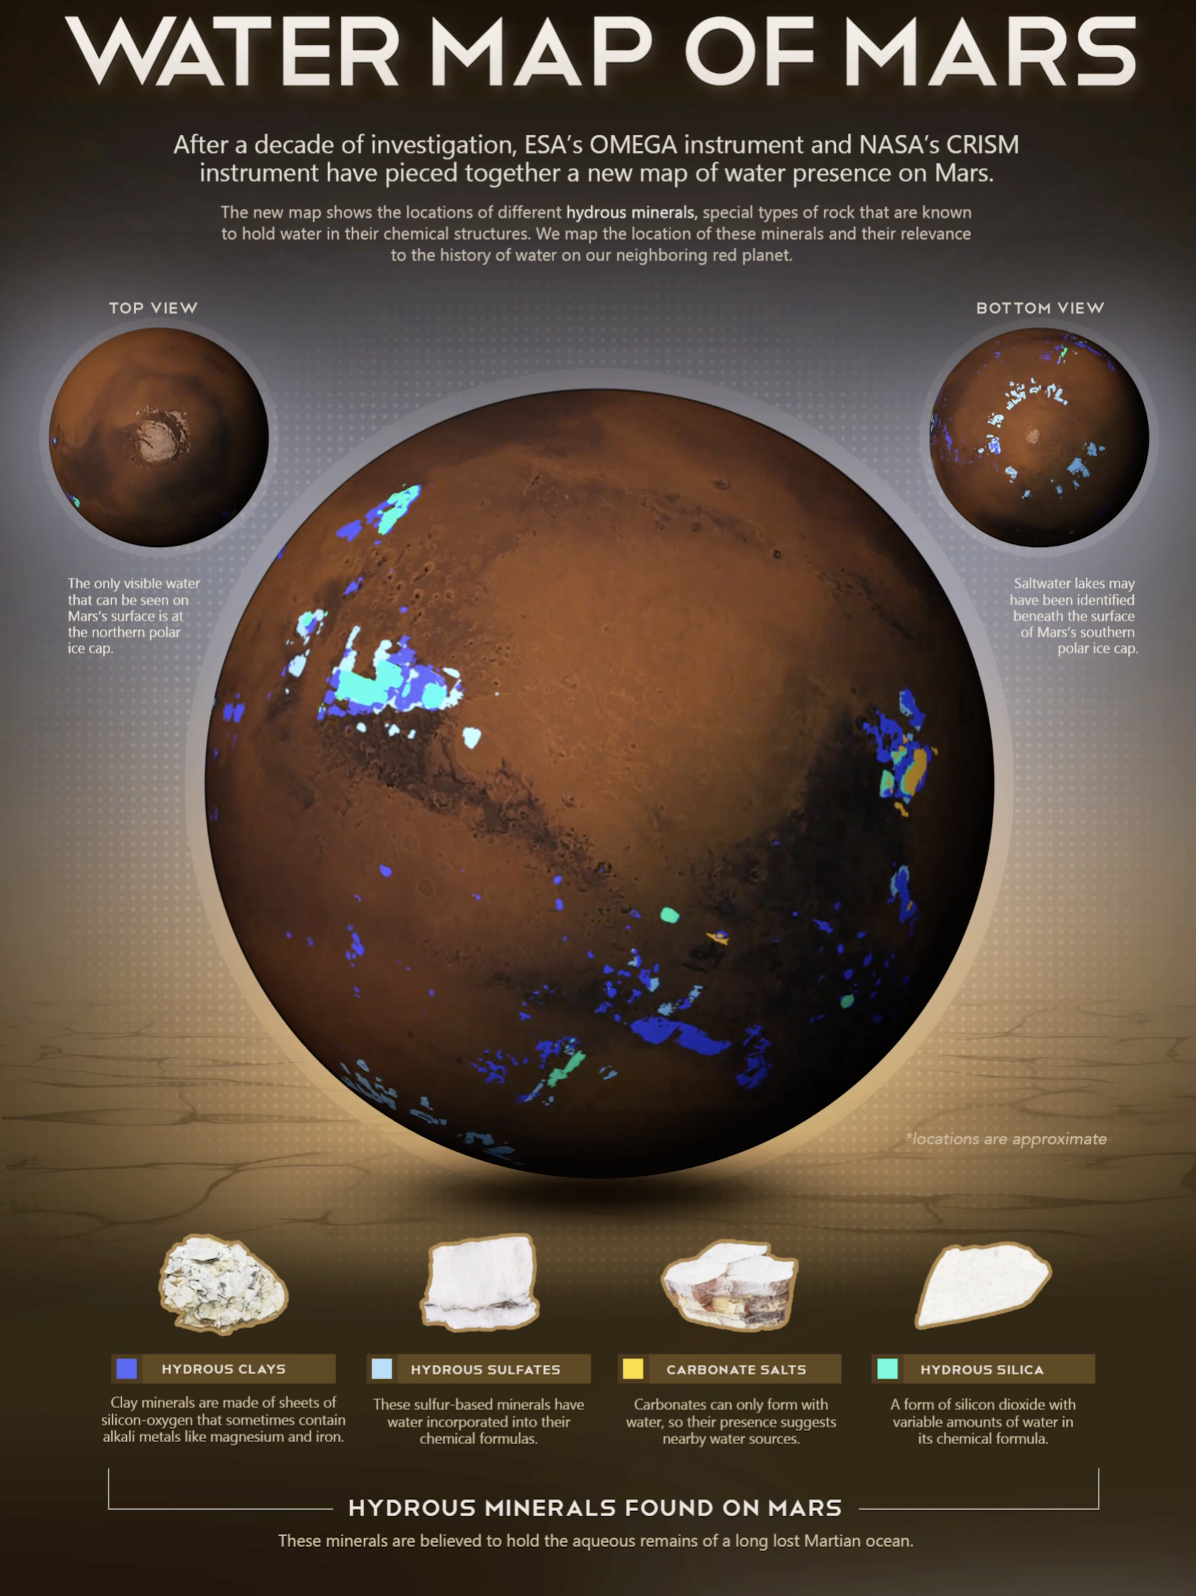 WATER MAP OF MARS
After a decade of investigation, ESA's OMEGA instrument and NASA's CRISM
instrument have pieced together a new map of water presence on Mars.
The new map shows the locations of different hydrous minerals, special types of rock that are known
to hold water in their chemical structures. We map the location of these minerals and their relevance
to the history of water on our neighboring red planet.
TOP VIEW
The only visible water
that can be seen on
Mars's surface is at
the northern polar
ice cap.
BOTTOM VIEW
Saltwater lakes may
have been identified
beneath the surface
of Mars's southern
polar ice cap.
*locations are approximate
HYDROUS CLAYS
Clay minerals are made of sheets of
silicon-oxygen that sometimes contain
alkali metals like magnesium and iron.
HYDROUS SULFATES
These sulfur-based minerals have
water incorporated into their
chemical formulas.
CARBONATE SALTS
Carbonates can only form with
water, so their presence suggests
nearby water sources.
HYDROUS SILICA
A form of silicon dioxide with
variable amounts of water in
its chemical formula.
HYDROUS MINERALS FOUND ON MARS
These minerals are believed to hold the aqueous remains of a long lost Martian ocean.